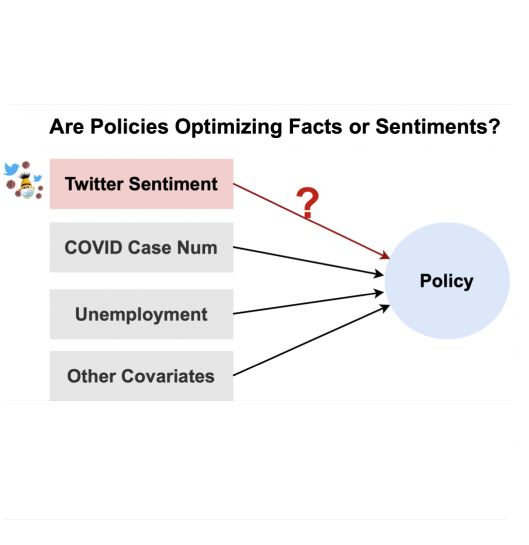 Are Policies Optimizing Facts or Sentiments?
Twitter Sentiment
?
COVID Case Num
Policy
Unemployment
Other Covariates